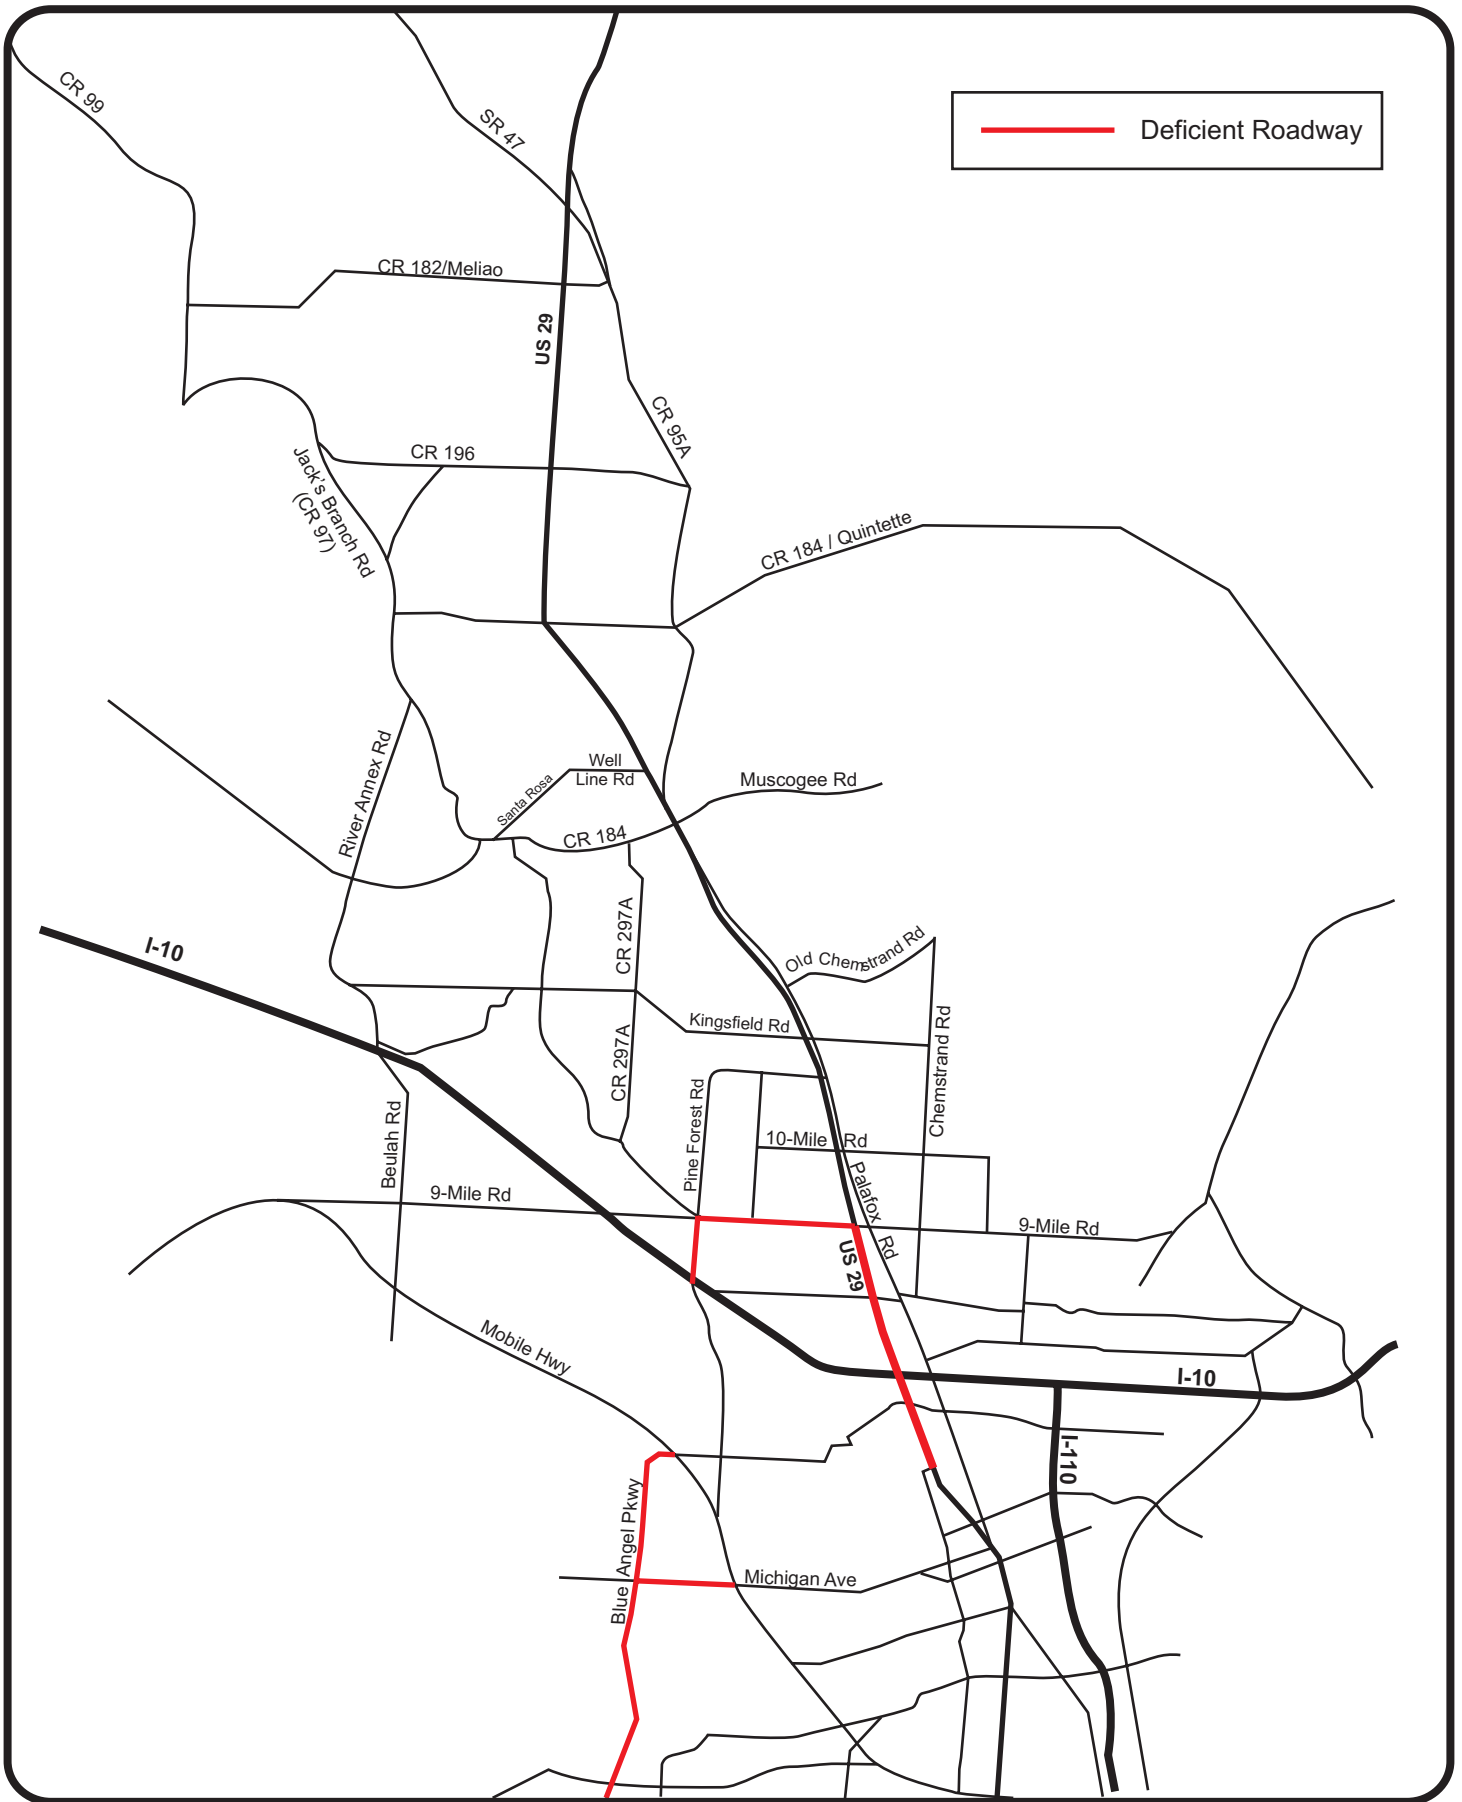 CR 99
SR 47
Deficient Roadway
CR 182/Meliao
US 29
CR 95A
CR 196
Jack's Branch Rd
(CR 97)
CR 184 / Quintette
River Annex Rd
Well
Line Rd
Santa Rosa
Muscogee Rd
CR 184
CR 297A
I-10
Old Chemstrand Rd
Kingsfield Rd
CR 297A
Chemstrand Rd
Pine Forest Rd
Beulah Rd
10-Mile Rd
Palafox Rd
9-Mile Rd
9-Mile Rd
US 29
Mobile Hwy
I-10
I-110
Blue Angel Pkwy
Michigan Ave